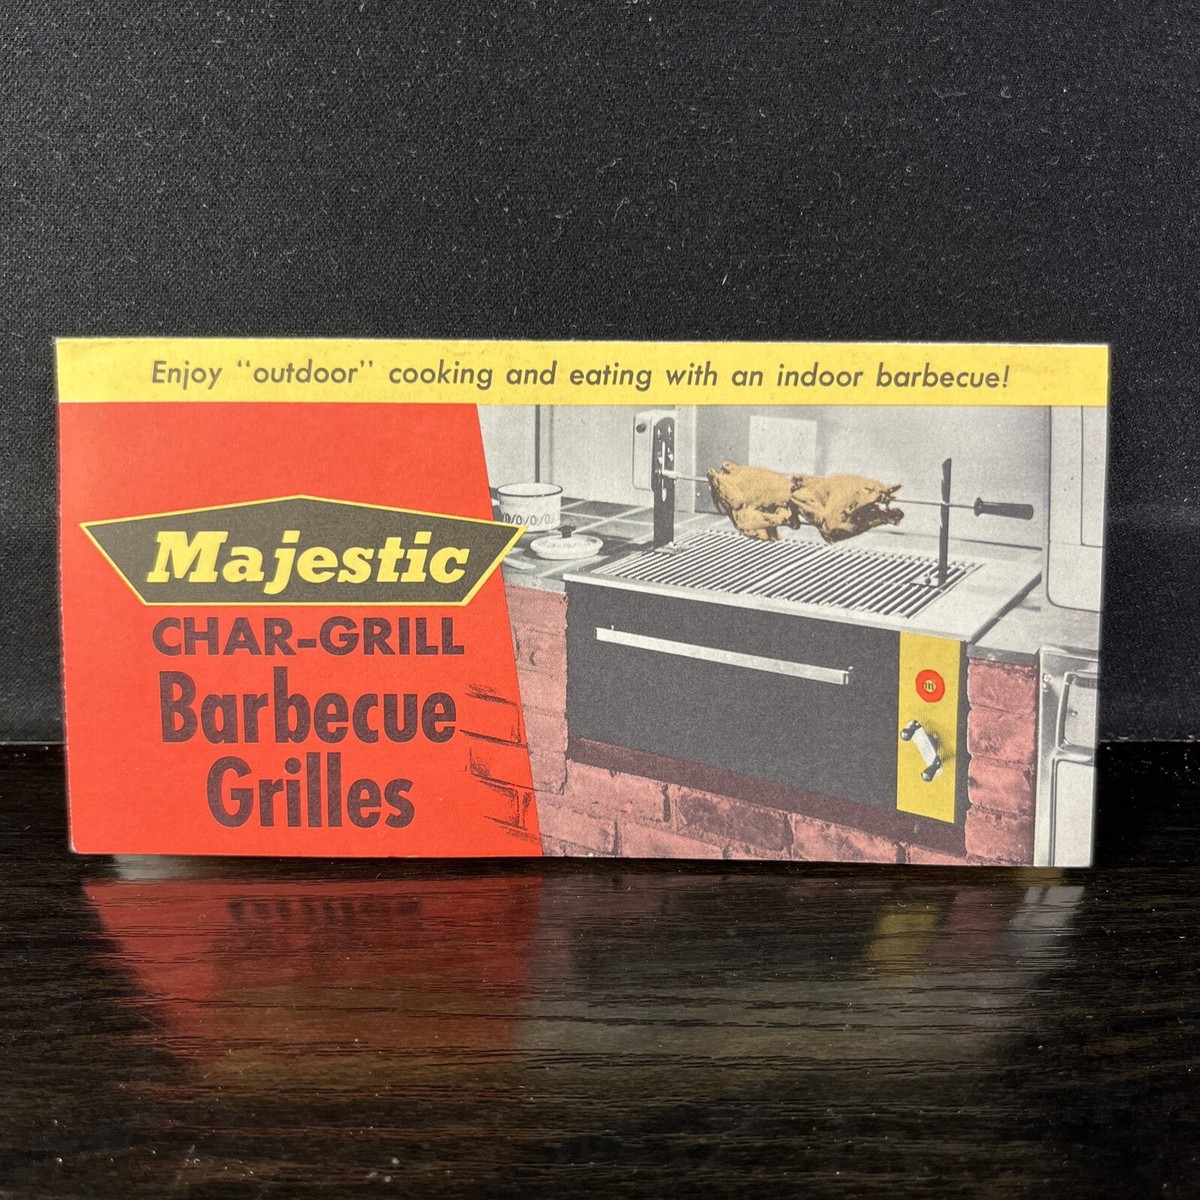 Enjoy "outdoor" cooking and eating with an indoor barbecue!
Majestic
CHAR-GRILL
Barbecue
Grilles
m